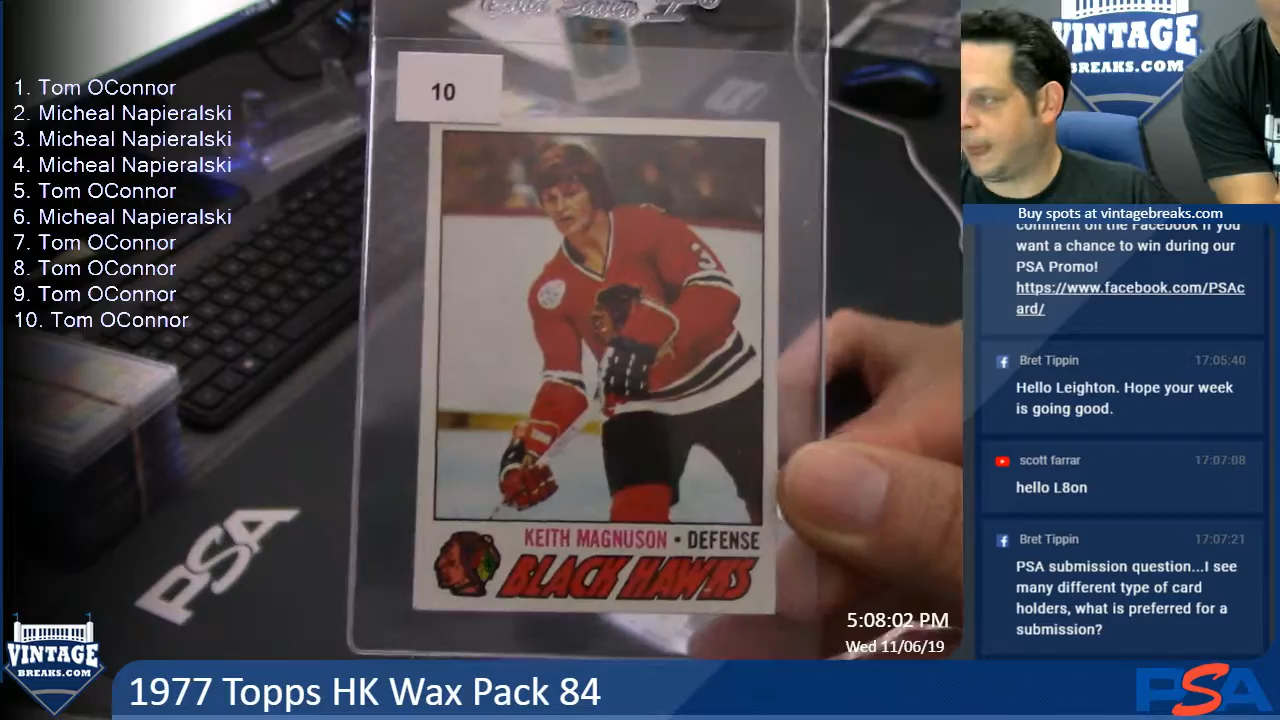 1. Tom OConnor
2. Micheal Napieralski
3. Micheal Napieralski
4. Micheal Napieralski
5. Tom OConnor
6. Micheal Napieralski
7. Tom OConnor
8. Tom OConnor
9. Tom OConnor
10. Tom OConnor
10
3
KEITH MAGNUSON • DEFENSE
BLACK HAWKS
PSA
VINTAGE
BREAKS.COM
Buy spots at vintagebreaks.com
comment on the Facebook if you
want a chance to win during our
PSA Promo!
https://www.facebook.com/PSAc
ard/
Bret Tippin 17:05:40
Hello Leighton. Hope your week
is going good.
scott farrar 17:07:08
hello L8on
Bret Tippin 17:07:21
PSA submission question...I see
many different type of card
holders, what is preferred for a
submission?
5:08:02 PM
Wed 11/06/19
VINTAGE
BREAKS.COM
1977 Topps HK Wax Pack 84
PSA